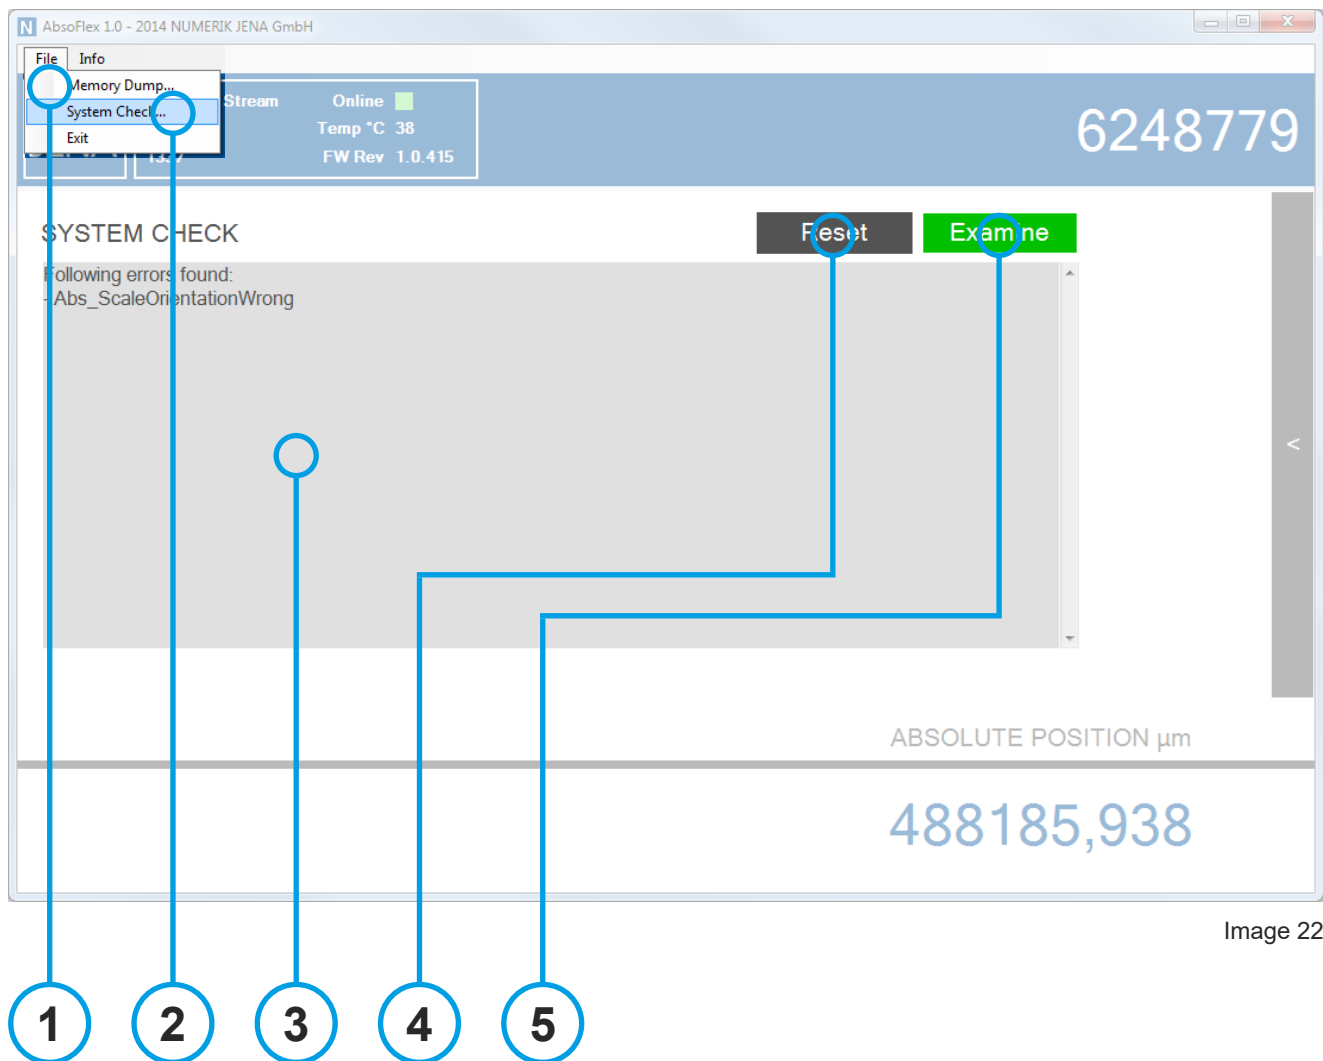 AbsoFlex 1.0 - 2014 NUMERIK JENA GmbH
File Info
Memory Dump...
System Check...
Exit
Stream Online
Temp °C 38
FW Rev 1.0.415
6248779
SYSTEM CHECK
Reset
Examine
Following errors found:
- Abs_ScaleOrientationWrong
<
ABSOLUTE POSITION µm
488185,938
Image 22
1 2 3 4 5